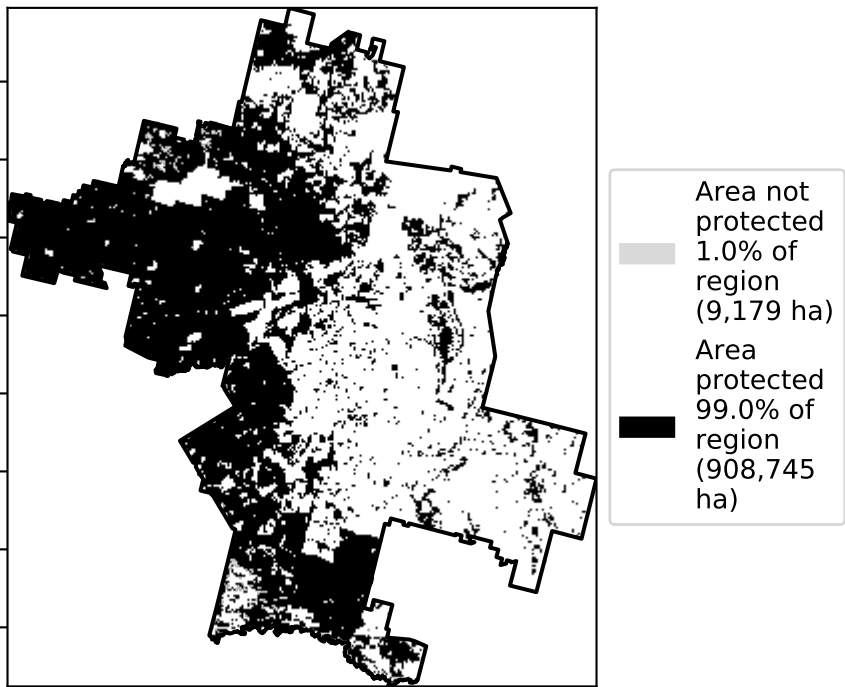 Area not
protected
1.0% of
region
(9,179 ha)
Area
protected
99.0% of
region
(908,745
ha)